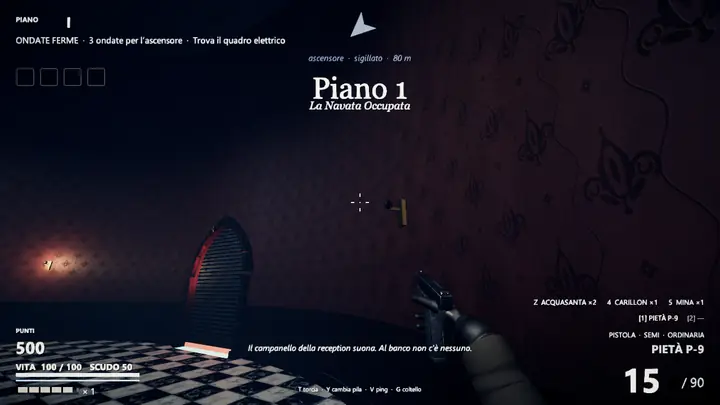 PIANO I
ONDATE FERME · 3 ondate per l'ascensore · Trova il quadro elettrico
ascensore · sigillato · 80 m
Piano 1
La Navata Occupata
Z ACQUASANTA ×2 4 CARILLON ×1 5 MINA ×1
[1] PIETÀ P-9 [2] —
PISTOLA · SEMI · ORDINARIA
PIETÀ P-9
15 / 90
PUNTI
500
VITA 100 / 100 SCUDO 50
× 1
Il campanello della reception suona. Al banco non c'è nessuno.
T torcia · Y cambia pila · V ping · G coltello